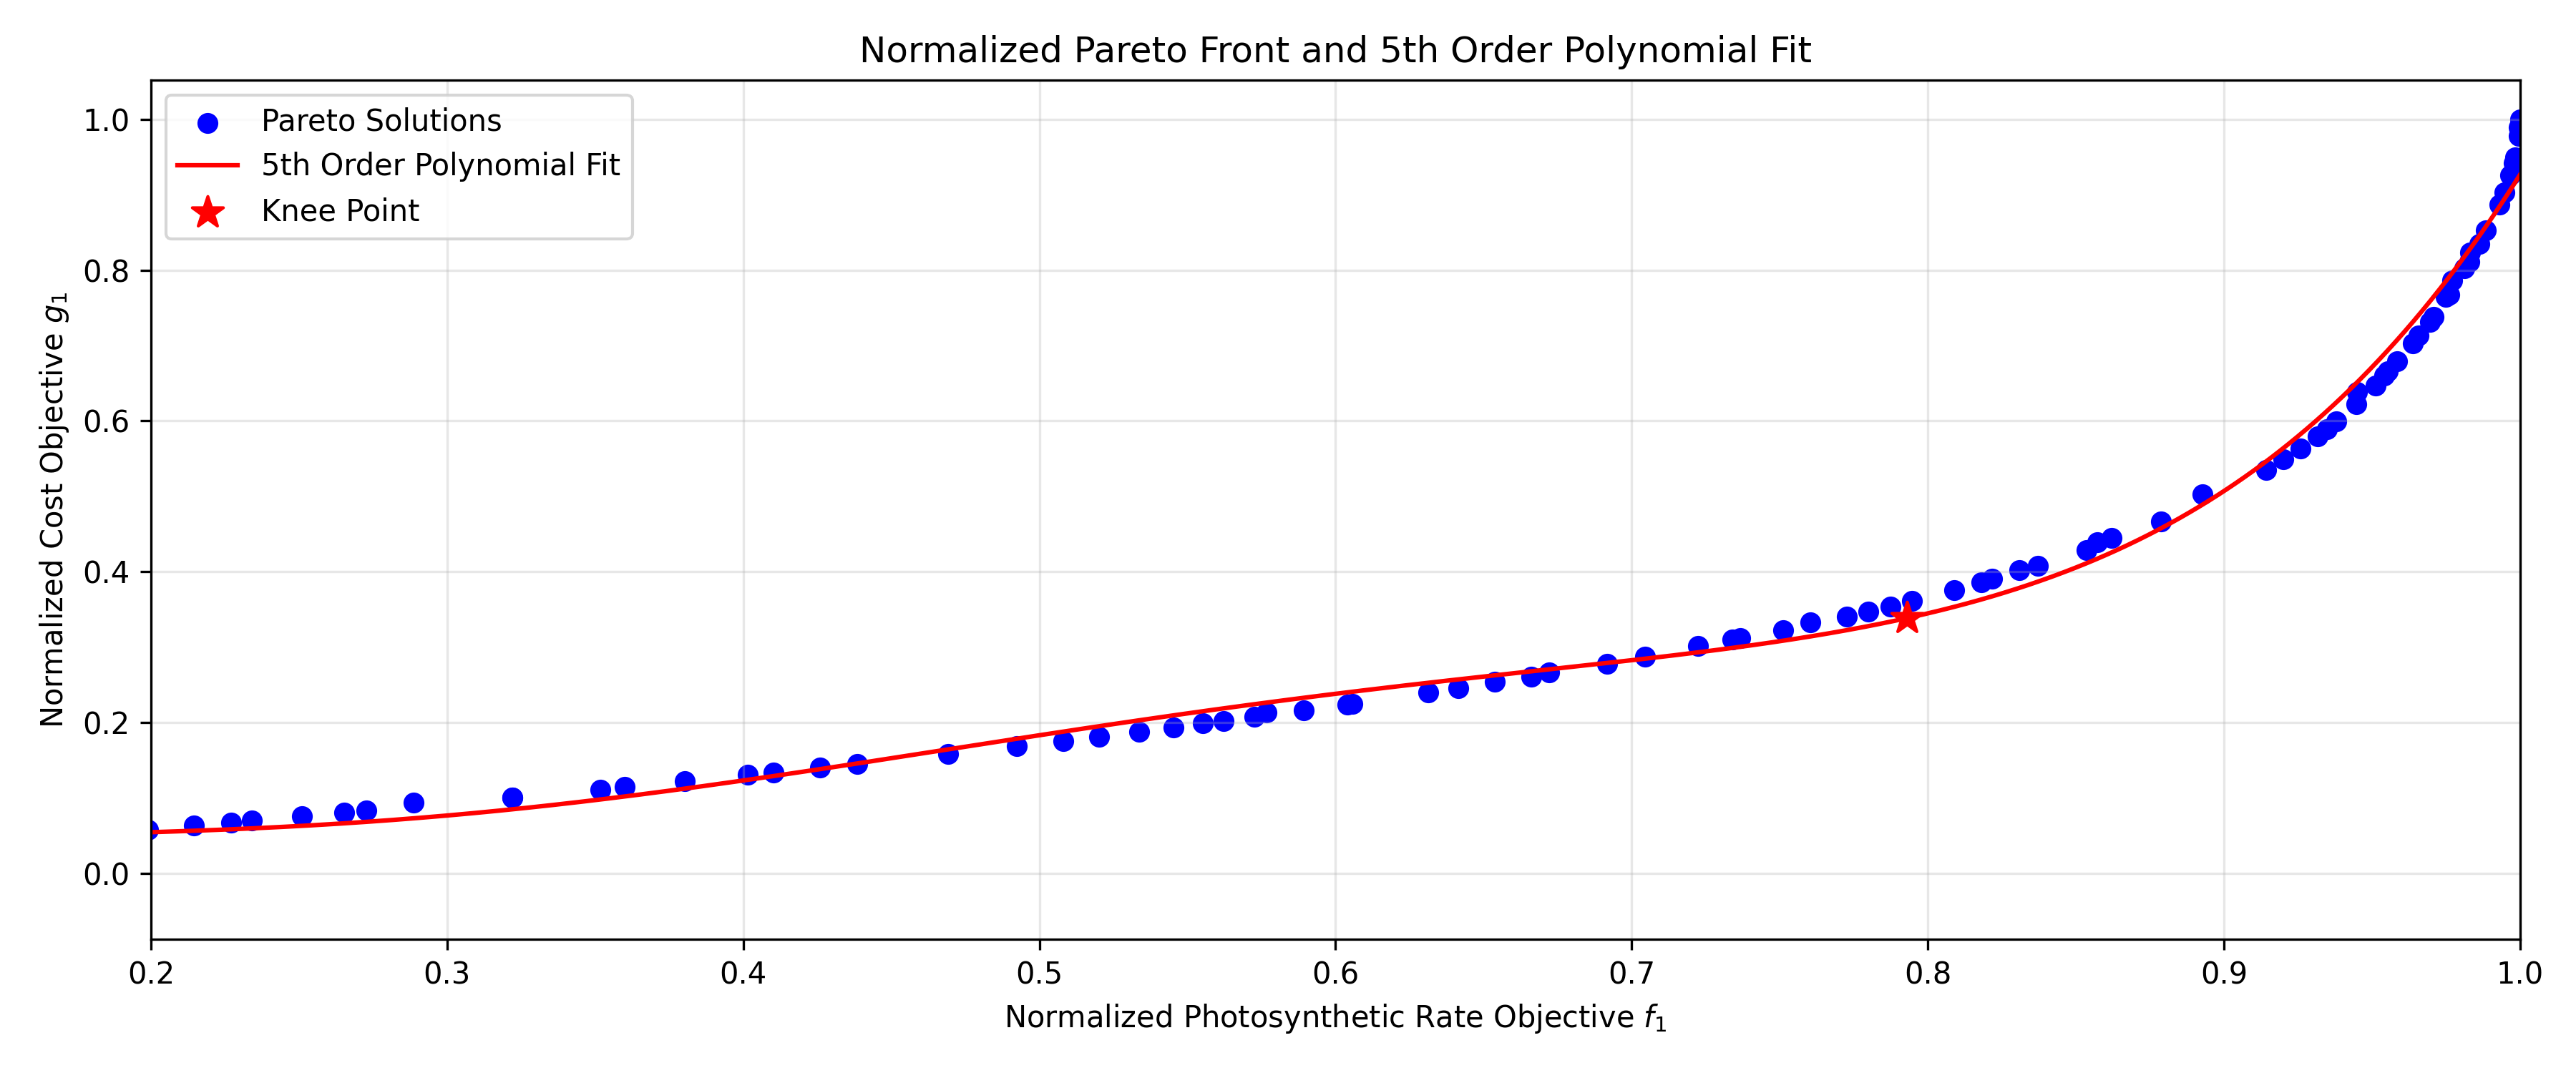 Normalized Pareto Front and 5th Order Polynomial Fit
Pareto Solutions
5th Order Polynomial Fit
Knee Point
1.0
0.8
0.6
0.4
0.2
0.0
Normalized Cost Objective g₁
0.2 0.3 0.4 0.5 0.6 0.7 0.8 0.9 1.0
Normalized Photosynthetic Rate Objective f₁